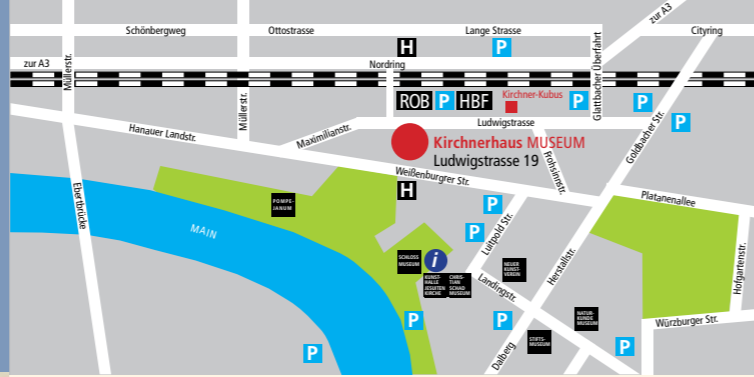 zur A3
Schönbergweg
Ottostrasse
Lange Strasse
Cityring
H
P
zur A3
Nordring
Müllerstr.
Müllerstr.
Glattbacher Überfahrt
ROB
P
HBF
Kirchner-Kubus
P
P
P
Goldbacher Str.
Ludwigstrasse
Hanauer Landstr.
Maximilianstr.
Kirchnerhaus MUSEUM
Ludwigstrasse 19
Frohsinnstr.
Weißenburgerr Str.
H
Platanenallee
Ebertbrücke
POMPE-
JANUM
P
P
Luitpold Str.
MAIN
SCHLOSS
MUSEUM
i
KUNST-
HALLE
JESUITEN
KIRCHE
CHRIS-
TIAN
SCHAD
MUSEUM
NEUER
KUNST-
VEREIN
Herstallstr.
Hofgartenstr.
Landingstr.
P
P
NATUR-
KUNDE
MUSEUM
Würzburger Str.
STIFTS-
MUSEUM
P
P
Dalberg